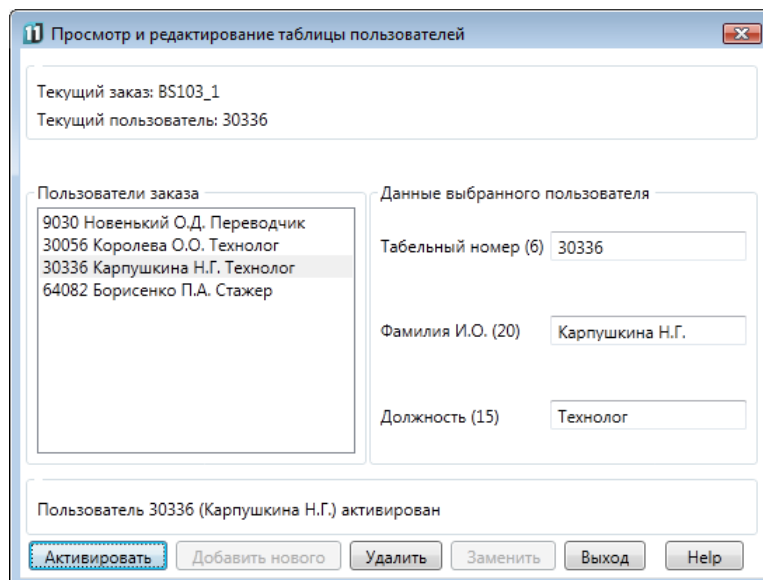 Просмотр и редактирование таблицы пользователей
Текущий заказ: BS103_1
Текущий пользователь: 30336
Пользователи заказа
9030 Новенький О.Д. Переводчик
30056 Королева О.О. Технолог
30336 Карпушкина Н.Г. Технолог
64082 Борисенко П.А. Стажер
Данные выбранного пользователя
Табельный номер (6) 30336
Фамилия И.О. (20) Карпушкина Н.Г.
Должность (15) Технолог
Пользователь 30336 (Карпушкина Н.Г.) активирован
Активировать Добавить нового Удалить Заменить Выход Help